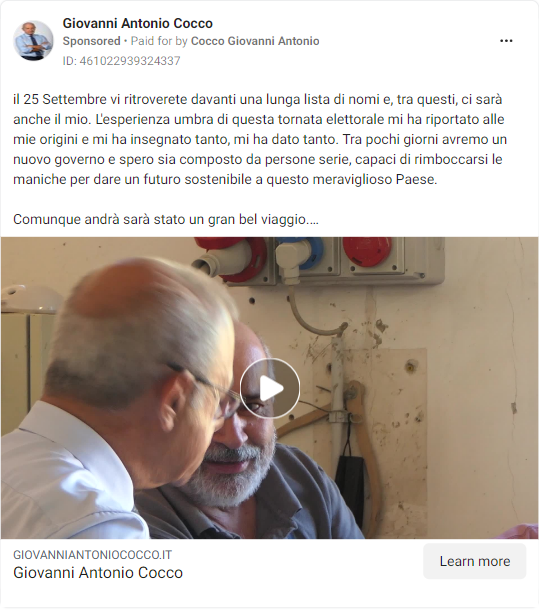 Giovanni Antonio Cocco
Sponsored • Paid for by Cocco Giovanni Antonio
ID: 461022939324337
il 25 Settembre vi ritroverete davanti una lunga lista di nomi e, tra questi, ci sarà
anche il mio. L'esperienza umbra di questa tornata elettorale mi ha riportato alle
mie origini e mi ha insegnato tanto, mi ha dato tanto. Tra pochi giorni avremo un
nuovo governo e spero sia composto da persone serie, capaci di rimboccarsi le
maniche per dare un futuro sostenibile a questo meraviglioso Paese.
Comunque andrà sarà stato un gran bel viaggio....
GIOVANNIANTONIOCOCCO.IT
Giovanni Antonio Cocco
Learn more